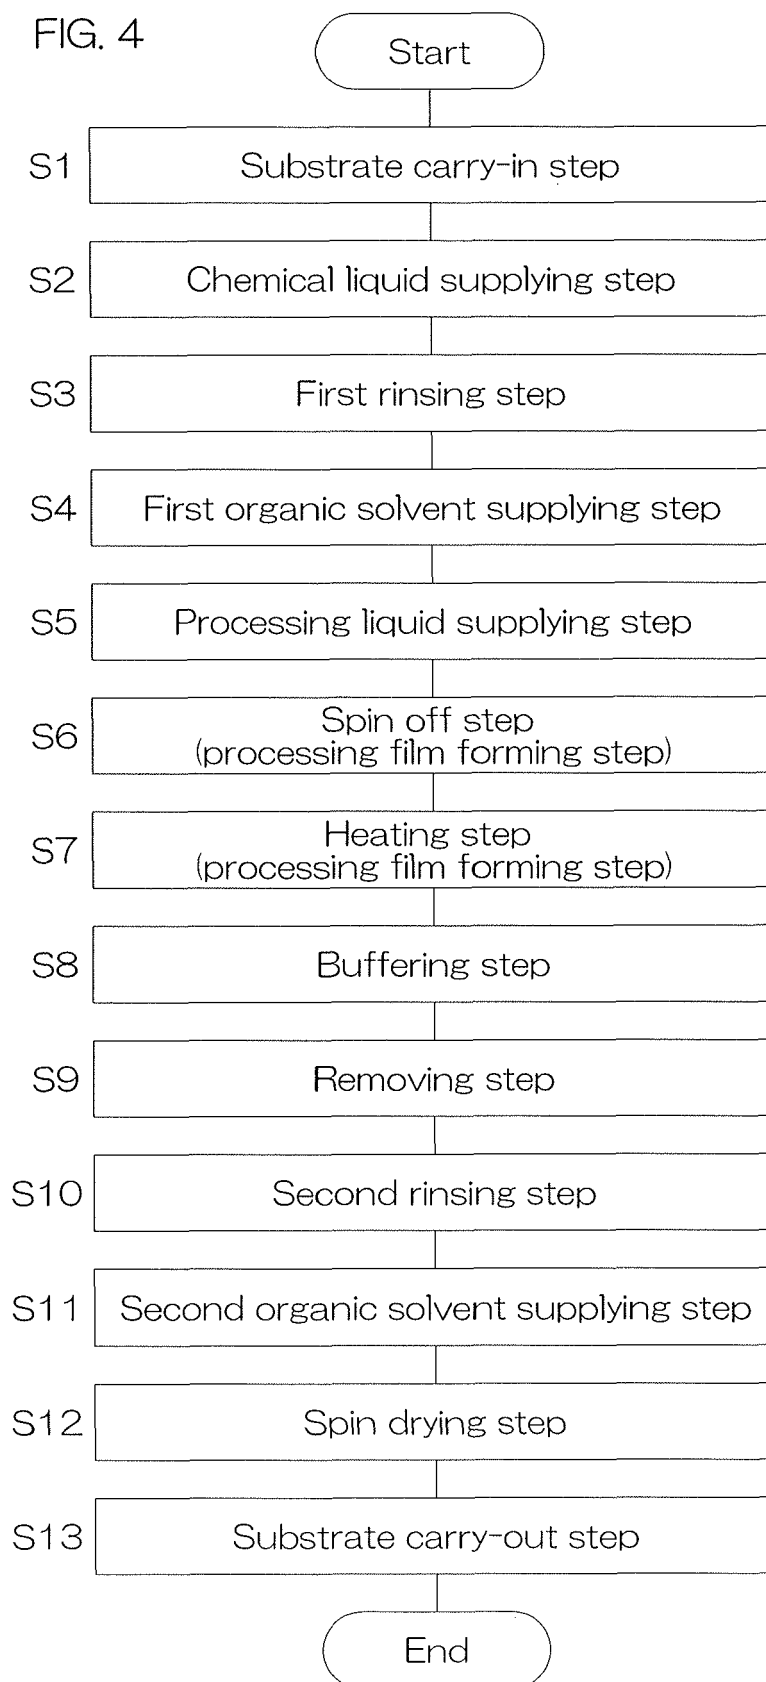 FIG. 4
Start
S1 Substrate carry-in step
S2 Chemical liquid supplying step
S3 First rinsing step
S4 First organic solvent supplying step
S5 Processing liquid supplying step
S6 Spin off step
(processing film forming step)
S7 Heating step
(processing film forming step)
S8 Buffering step
S9 Removing step
S10 Second rinsing step
S11 Second organic solvent supplying step
S12 Spin drying step
S13 Substrate carry-out step
End